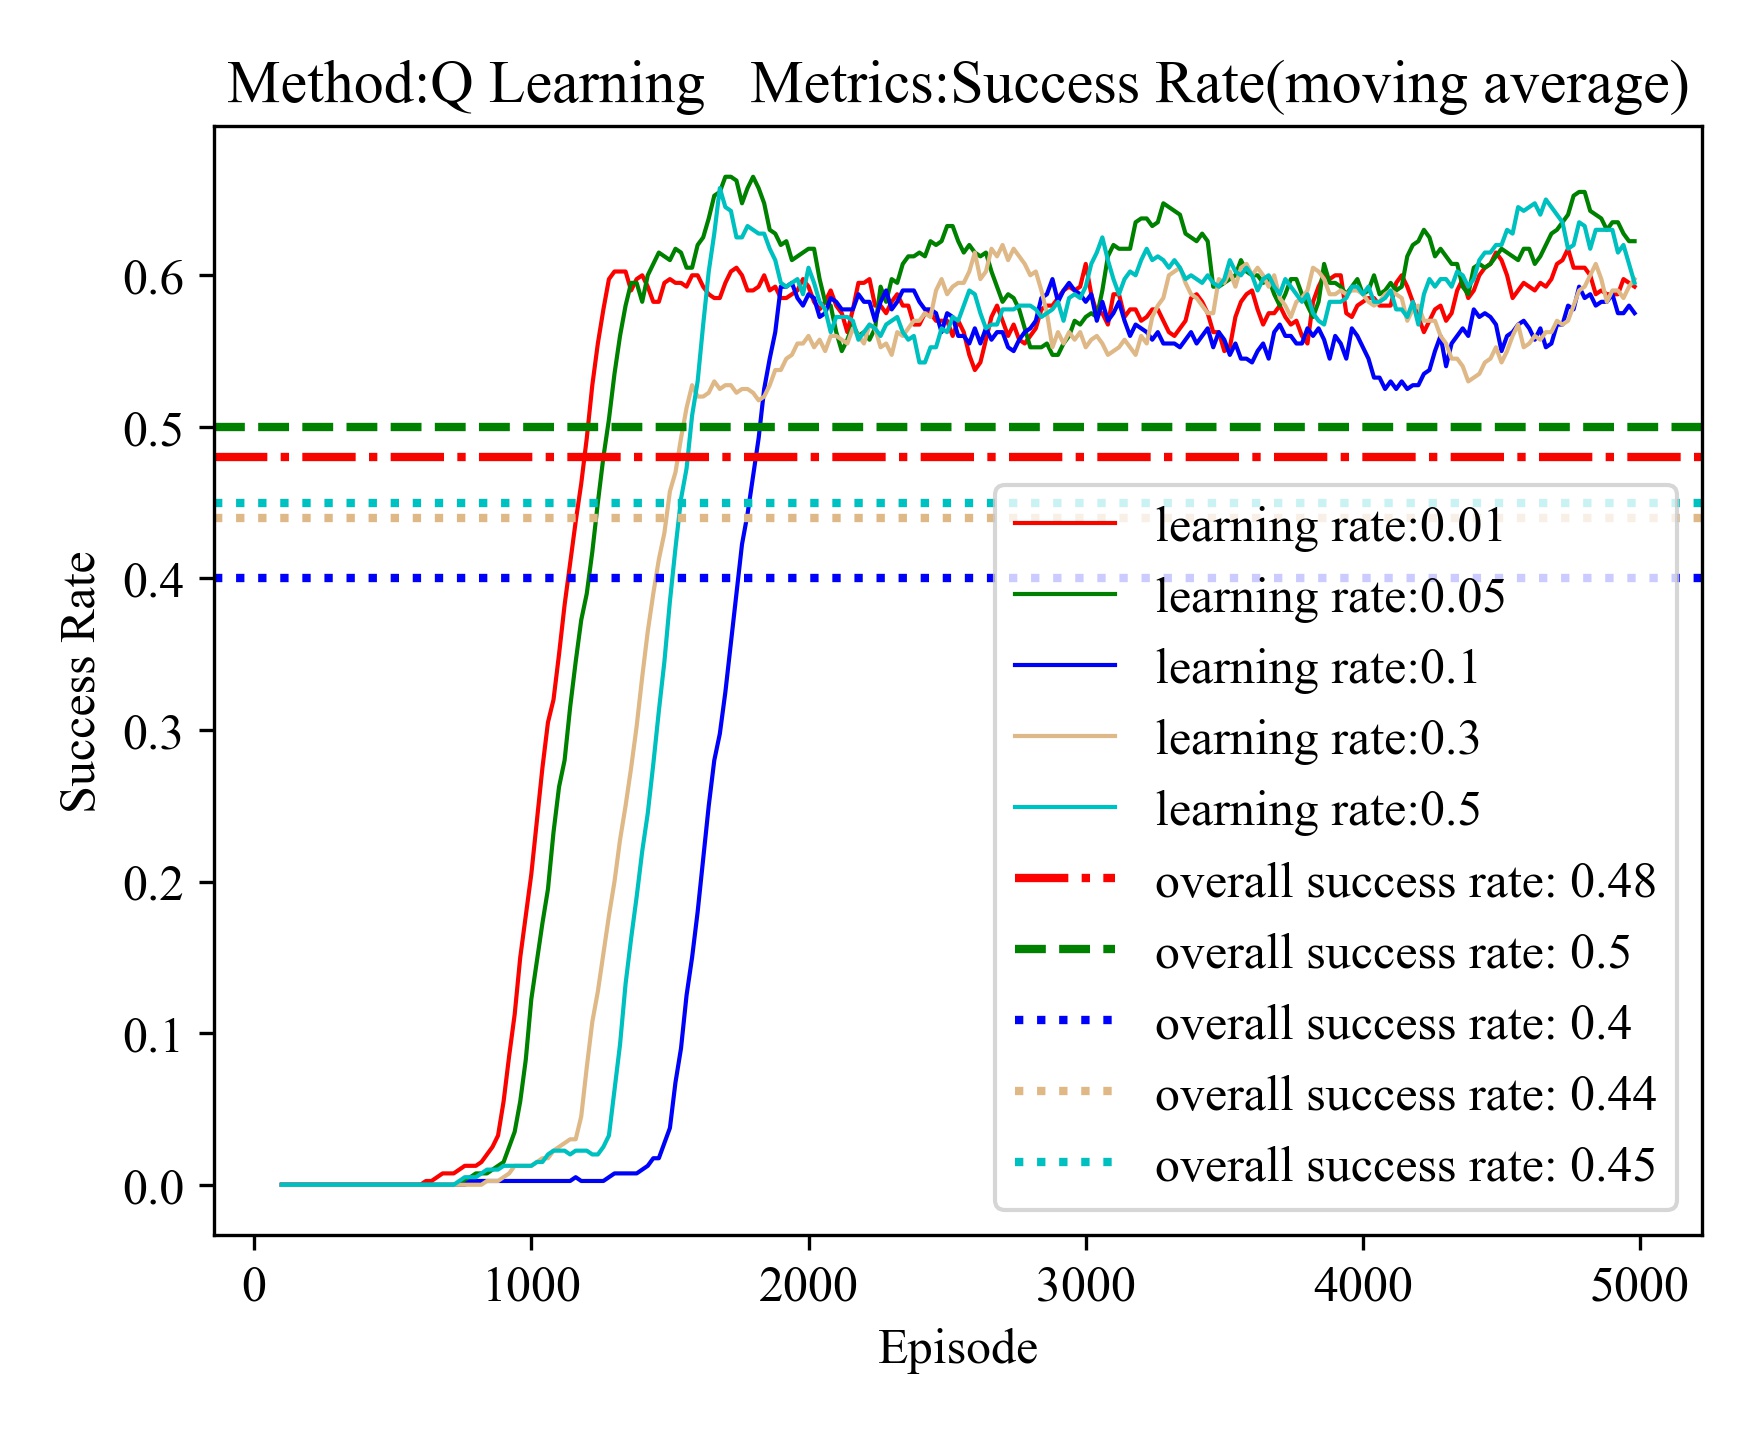 Method:Q Learning   Metrics:Success Rate(moving average)
Success Rate
0.6
0.5
0.4
0.3
0.2
0.1
0.0
learning rate:0.01
learning rate:0.05
learning rate:0.1
learning rate:0.3
learning rate:0.5
overall success rate: 0.48
overall success rate: 0.5
overall success rate: 0.4
overall success rate: 0.44
overall success rate: 0.45
0 1000 2000 3000 4000 5000
Episode